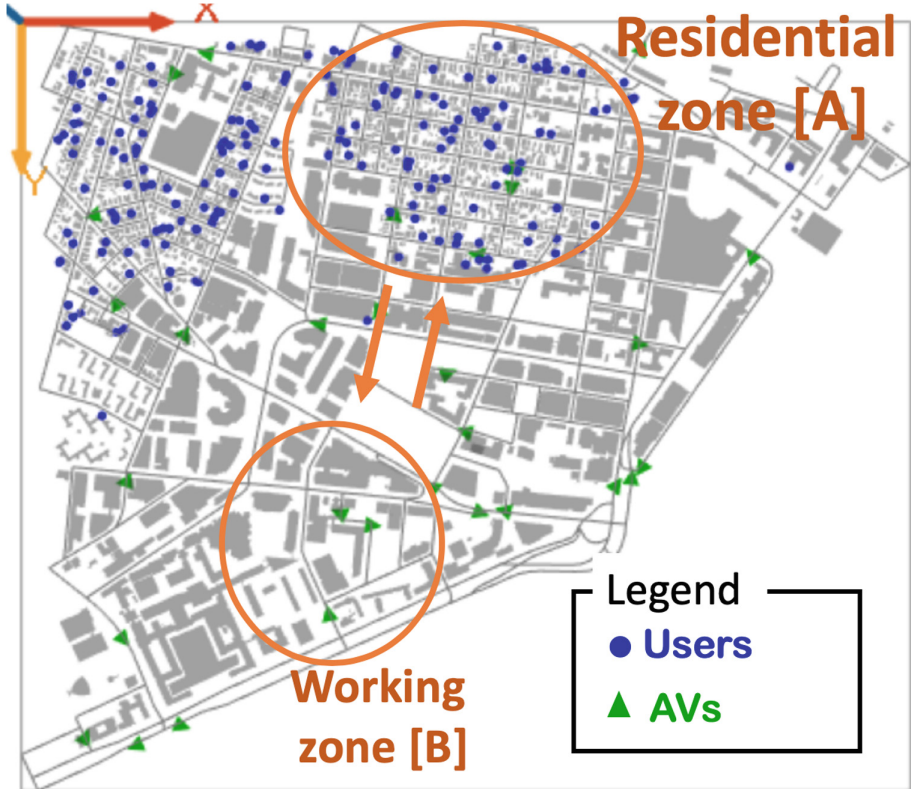 X
Y
Residential
zone [A]
Working
zone [B]
Legend
Users
AVs